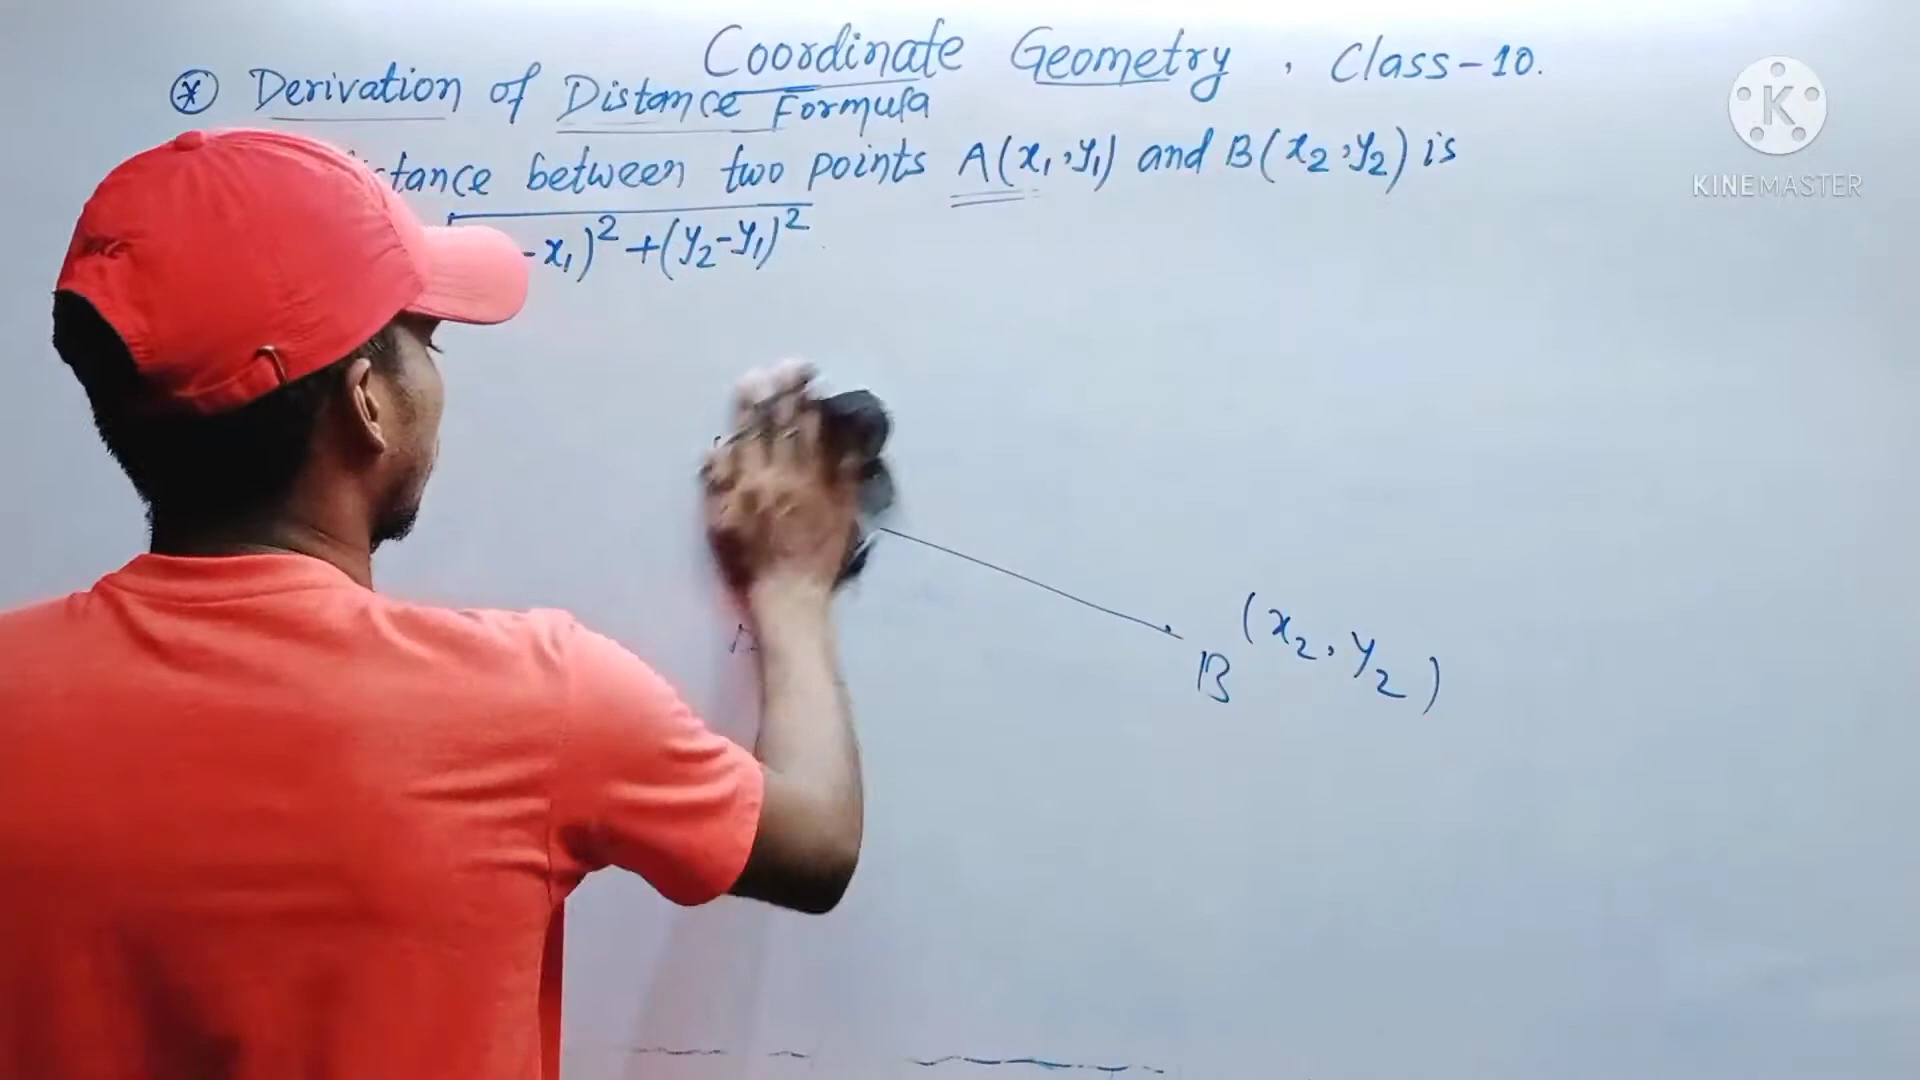 Coordinate Geometry, Class-10.
* Derivation of Distance Formula
between two points A(x₁,y₁) and B(x₂,y₂) is
-x₁)²+(y₂-y₁)²
(x₂,y₂)
B
K
KINEMASTER